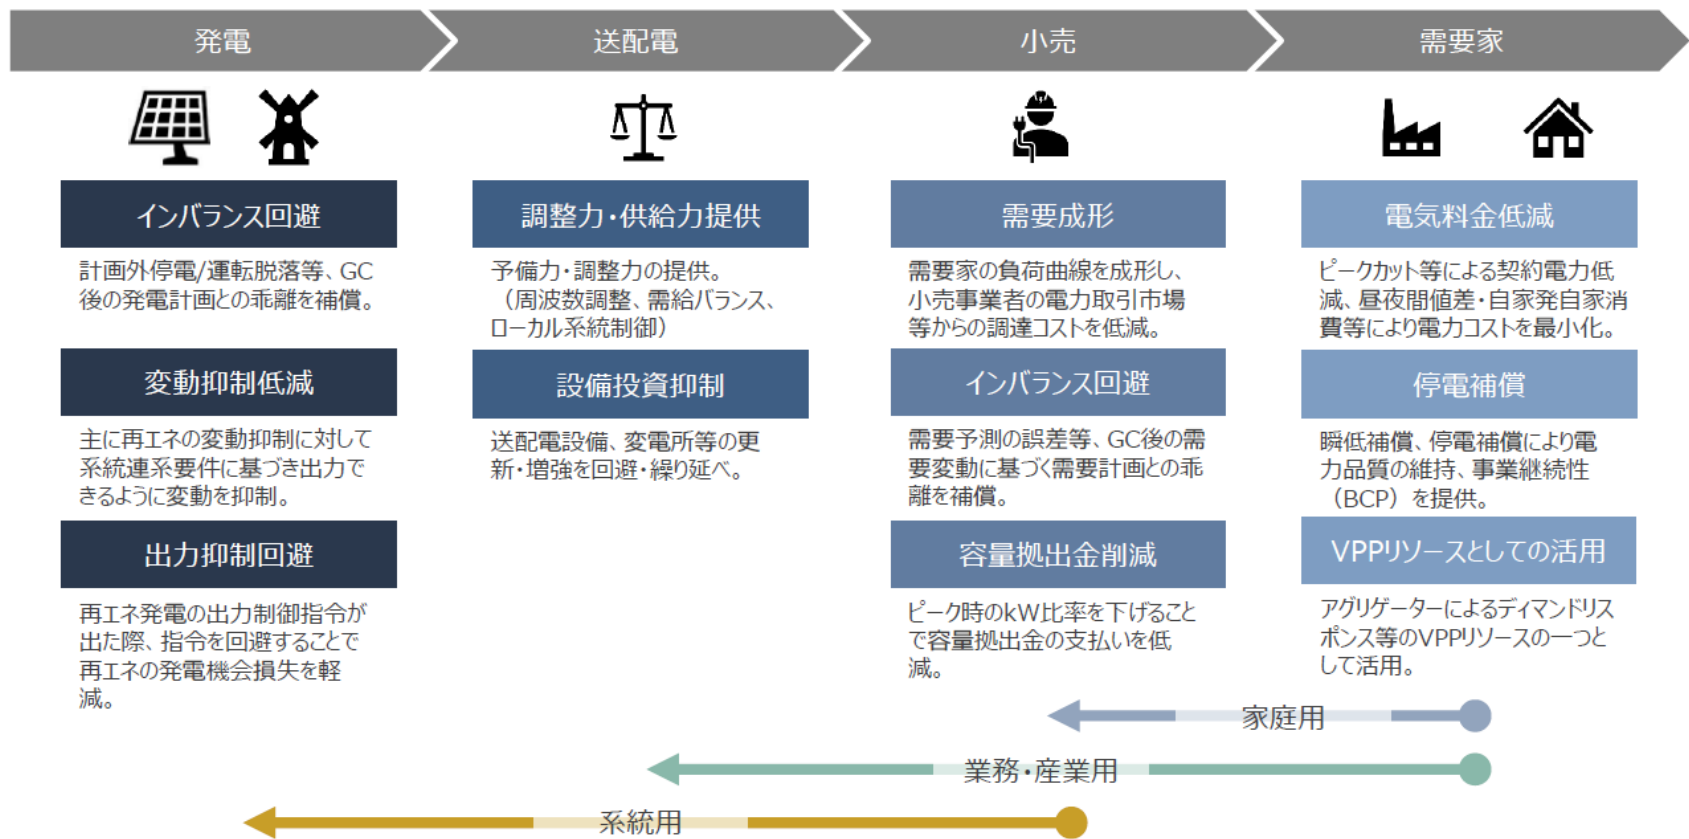 発電
送配電
小売
需要家
インバランス回避
計画外停電/運転脱落等、GC
後の発電計画との乖離を補償。
変動抑制低減
主に再エネの変動抑制に対して
系統連系要件に基づき出力で
きるように変動を抑制。
出力抑制回避
再エネ発電の出力制御指令が
出た際、指令を回避することで
再エネの発電機会損失を軽
減。
調整力・供給力提供
予備力・調整力の提供。
（周波数調整、需給バランス、
ローカル系統制御）
設備投資抑制
送配電設備、変電所等の更
新・増強を回避・繰り延べ。
需要成形
需要家の負荷曲線を成形し、
小売事業者の電力取引市場
等からの調達コストを低減。
インバランス回避
需要予測の誤差等、GC後の需
要変動に基づく需要計画との乖
離を補償。
容量拠出金削減
ピーク時のkW比率を下げること
で容量拠出金の支払いを低
減。
電気料金低減
ピークカット等による契約電力低
減、昼夜間値差・自家発自家消
費等により電力コストを最小化。
停電補償
瞬低補償、停電補償により電
力品質の維持、事業継続性
（BCP）を提供。
VPPリソースとしての活用
アグリゲーターによるディマンドリス
ポンス等のVPPリソースの一つと
して活用。
家庭用
業務・産業用
系統用